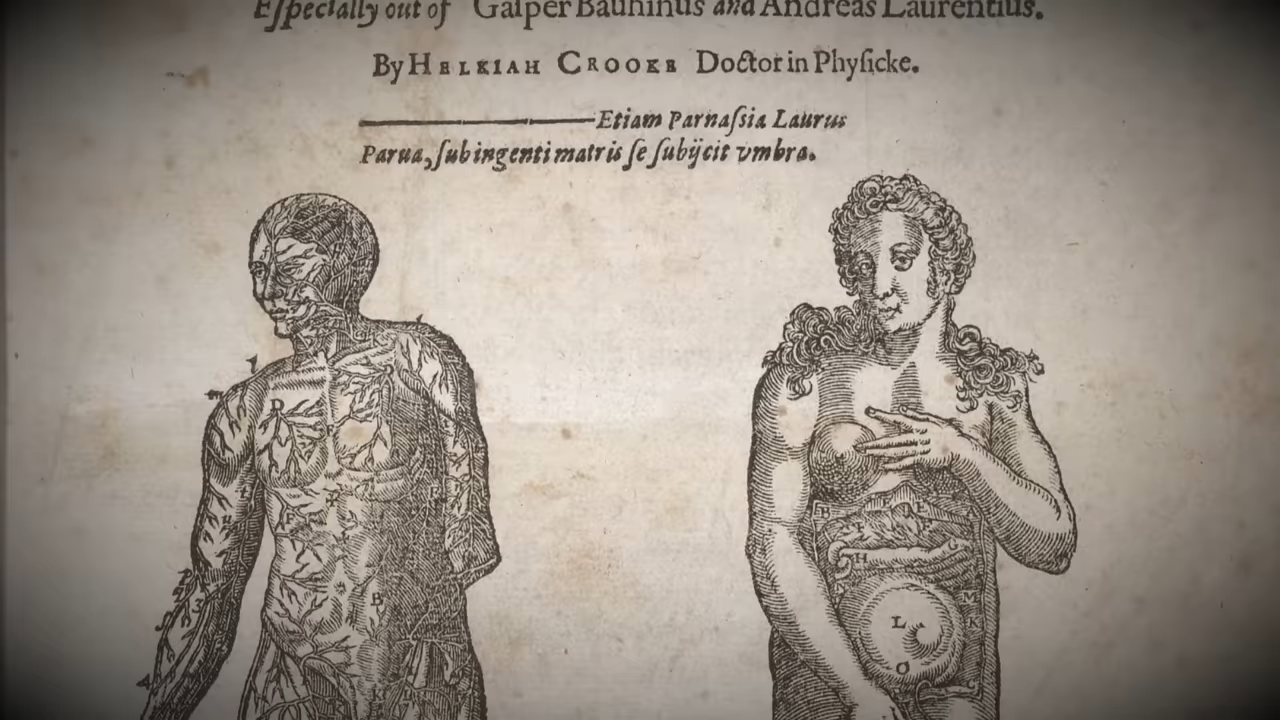 Eſpecially out of Gaſper Bauhinus and Andreas Laurentius.
By HELKIAH CROOKE Doctor in Phyſicke.
Etiam Parnaſsia Laurus
Parua, ſub ingenti matris ſe ſubijcit vmbra.
D
B
B
H
L
M
K
O